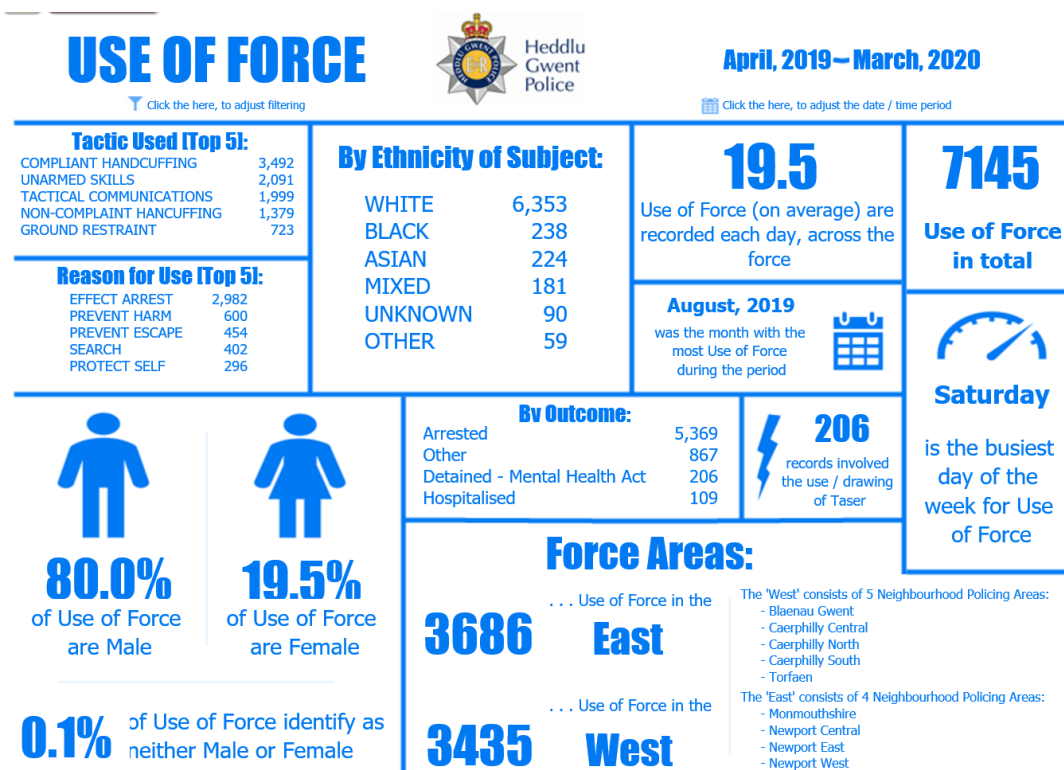 USE OF FORCE
Click the here, to adjust filtering
GWENT
HEDDLU
POLICE
E R
Heddlu
Gwent
Police
April, 2019– March, 2020
Click the here, to adjust the date / time period
Tactic Used [Top 5]:
COMPLIANT HANDCUFFING 3,492
UNARMED SKILLS 2,091
TACTICAL COMMUNICATIONS 1,999
NON-COMPLAINT HANCUFFING 1,379
GROUND RESTRAINT 723
Reason for Use [Top 5]:
EFFECT ARREST 2,982
PREVENT HARM 600
PREVENT ESCAPE 454
SEARCH 402
PROTECT SELF 296
By Ethnicity of Subject:
WHITE 6,353
BLACK 238
ASIAN 224
MIXED 181
UNKNOWN 90
OTHER 59
19.5
Use of Force (on average) are
recorded each day, across the
force
August, 2019
was the month with the
most Use of Force
during the period
7145
Use of Force
in total
Saturday
is the busiest
day of the
week for Use
of Force
80.0%
of Use of Force
are Male
19.5%
of Use of Force
are Female
0.1%
of Use of Force identify as
neither Male or Female
By Outcome:
Arrested 5,369
Other 867
Detained - Mental Health Act 206
Hospitalised 109
206
records involved
the use / drawing
of Taser
Force Areas:
3686
. . . Use of Force in the
East
3435
. . . Use of Force in the
West
The 'West' consists of 5 Neighbourhood Policing Areas:
- Blaenau Gwent
- Caerphilly Central
- Caerphilly North
- Caerphilly South
- Torfaen
The 'East' consists of 4 Neighbourhood Policing Areas:
- Monmouthshire
- Newport Central
- Newport East
- Newport West